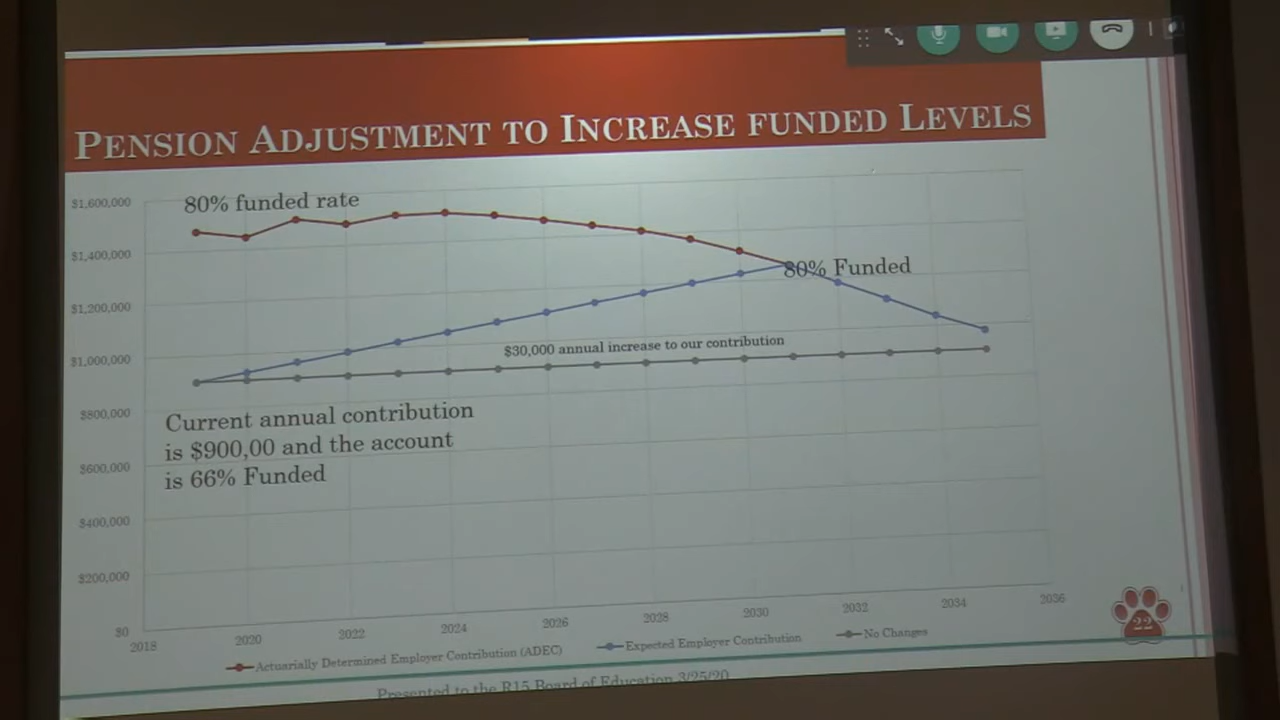 PENSION ADJUSTMENT TO INCREASE FUNDED LEVELS
$1,600,000
80% funded rate
$1,400,000
80% Funded
$1,200,000
$30,000 annual increase to our contribution
$1,000,000
$800,000
Current annual contribution
is $900,00 and the account
is 66% Funded
$600,000
$400,000
$200,000
$0
2018 2020 2022 2024 2026 2028 2030 2032 2034 2036
22
Actuarially Determined Employer Contribution (ADEC) Expected Employer Contribution No Changes
Presented to the R15 Board of Education 3/25/20